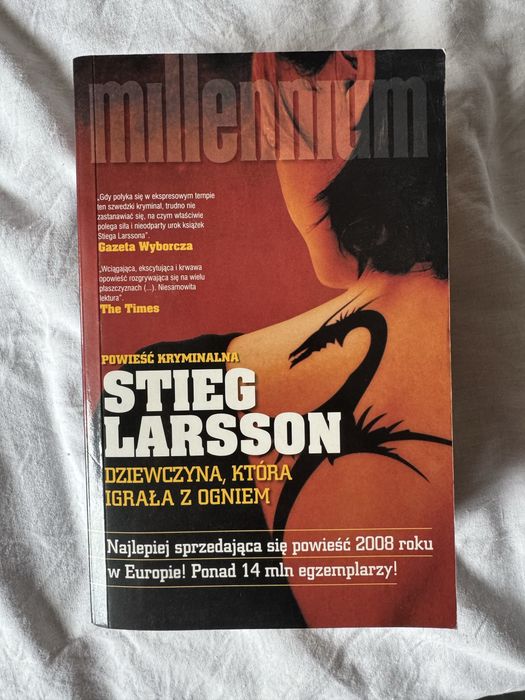 millennium
„Gdy połyka się w ekspresowym tempie
ten szwedzki kryminał, trudno nie
zastanawiać się, na czym właściwie
polega siła i nieodparty urok książek
Stiega Larssona”.
Gazeta Wyborcza
„Wciągająca, ekscytująca i krwawa
opowieść rozgrywająca się na wielu
płaszczyznach (...). Niesamowita
lektura”.
The Times
POWIEŚĆ KRYMINALNA
STIEG
LARSSON
DZIEWCZYNA, KTÓRA
IGRAŁA Z OGNIEM
Najlepiej sprzedająca się powieść 2008 roku
w Europie! Ponad 14 mln egzemplarzy!